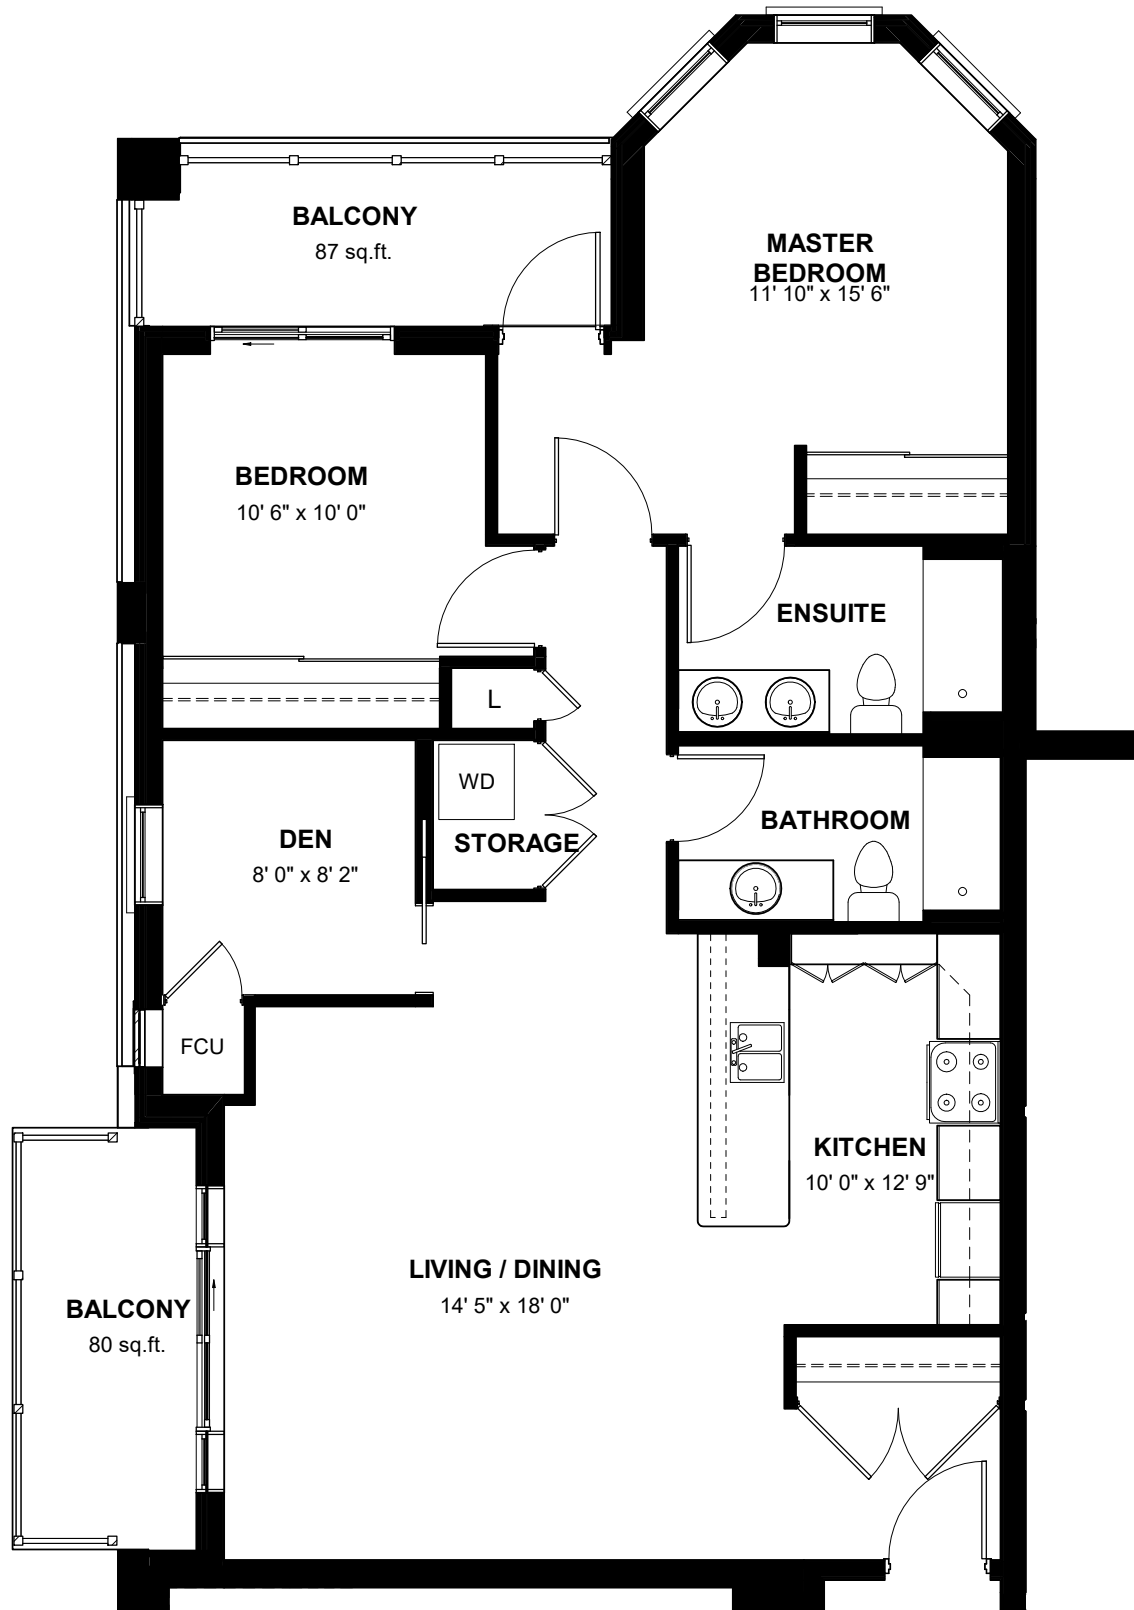 BALCONY
87 sq.ft.
MASTER
BEDROOM
11' 10" x 15' 6"
BEDROOM
10' 6" x 10' 0"
ENSUITE
L
WD
STORAGE
BATHROOM
DEN
8' 0" x 8' 2"
FCU
KITCHEN
10' 0" x 12' 9"
LIVING / DINING
14' 5" x 18' 0"
BALCONY
80 sq.ft.